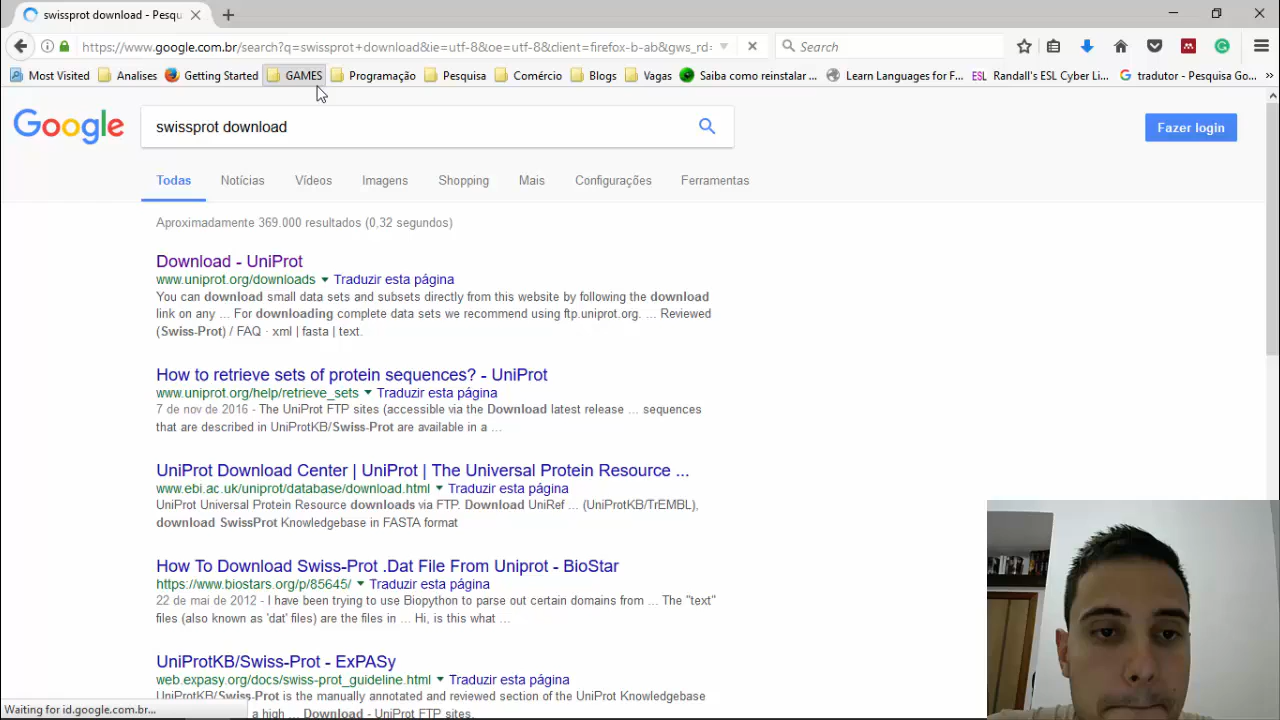 swissprot download - Pesqu
https://www.google.com.br/search?q=swissprot+download&ie=utf-8&oe=utf-8&client=firefox-b-ab&gws_rd=
Search
Most Visited Analises Getting Started GAMES Programação Pesquisa Comércio Blogs Vagas Saiba como reinstalar ... Learn Languages for F... ESL Randall's ESL Cyber Li... tradutor - Pesquisa Go...
Google
swissprot download
Fazer login
Todas Notícias Vídeos Imagens Shopping Mais Configurações Ferramentas
Aproximadamente 369.000 resultados (0,32 segundos)
Download - UniProt
www.uniprot.org/downloads Traduzir esta página
You can download small data sets and subsets directly from this website by following the download
link on any ... For downloading complete data sets we recommend using ftp.uniprot.org. ... Reviewed
(Swiss-Prot) / FAQ · xml | fasta | text.
How to retrieve sets of protein sequences? - UniProt
www.uniprot.org/help/retrieve_sets Traduzir esta página
7 de nov de 2016 - The UniProt FTP sites (accessible via the Download latest release ... sequences
that are described in UniProtKB/Swiss-Prot are available in a ...
UniProt Download Center | UniProt | The Universal Protein Resource ...
www.ebi.ac.uk/uniprot/database/download.html Traduzir esta página
UniProt Universal Protein Resource downloads via FTP. Download UniRef ... (UniProtKB/TrEMBL),
download SwissProt Knowledgebase in FASTA format
How To Download Swiss-Prot .Dat File From Uniprot - BioStar
https://www.biostars.org/p/85645/ Traduzir esta página
22 de mai de 2012 - I have been trying to use Biopython to parse out certain domains from ... The "text"
files (also known as 'dat' files) are the files in ... Hi, is this what ...
UniProtKB/Swiss-Prot - ExPASy
web.expasy.org/docs/swiss-prot_guideline.html Traduzir esta página
UniProtKB/Swiss-Prot is the manually annotated and reviewed section of the UniProt Knowledgebase
a high ... Download - UniProt FTP sites.
Waiting for id.google.com.br...